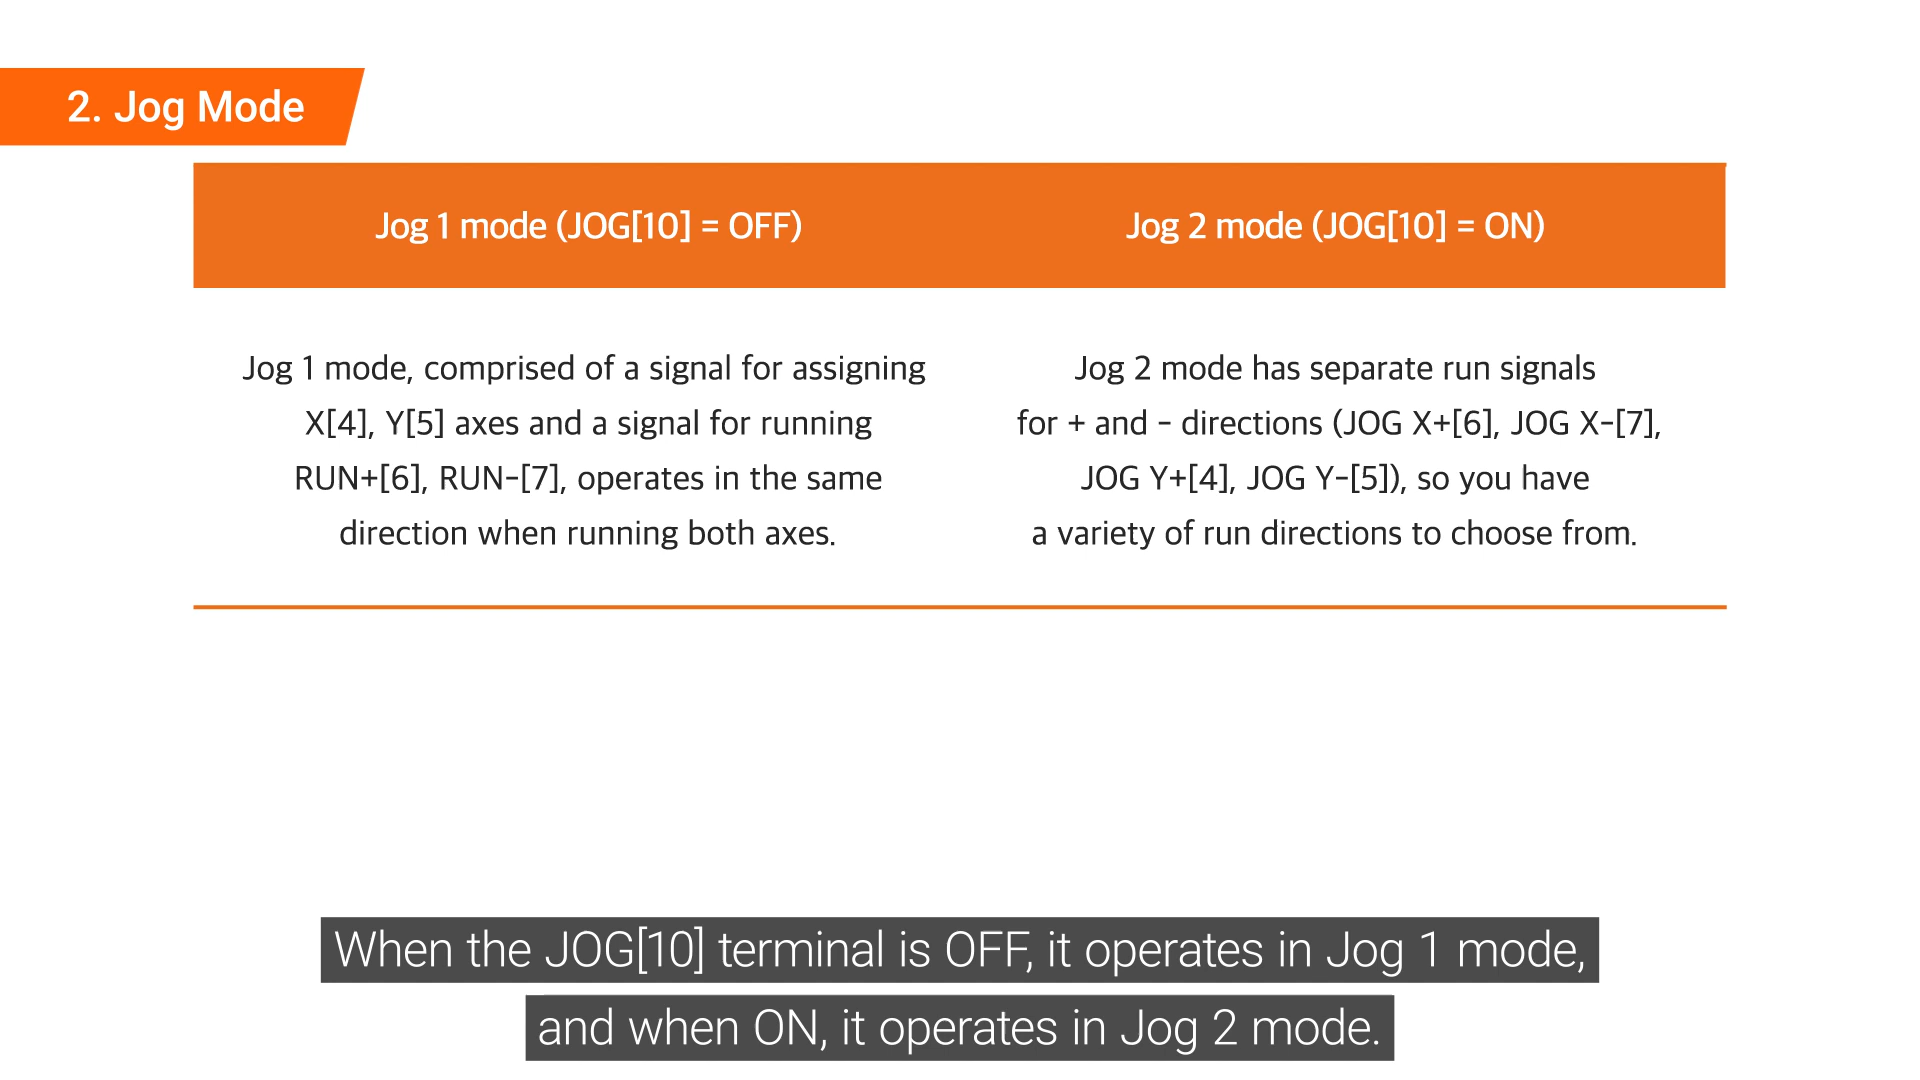 2. Jog Mode
Jog 1 mode (JOG[10] = OFF)
Jog 2 mode (JOG[10] = ON)
Jog 1 mode, comprised of a signal for assigning
X[4], Y[5] axes and a signal for running
RUN+[6], RUN-[7], operates in the same
direction when running both axes.
Jog 2 mode has separate run signals
for + and - directions (JOG X+[6], JOG X-[7],
JOG Y+[4], JOG Y-[5]), so you have
a variety of run directions to choose from.
When the JOG[10] terminal is OFF, it operates in Jog 1 mode,
and when ON, it operates in Jog 2 mode.